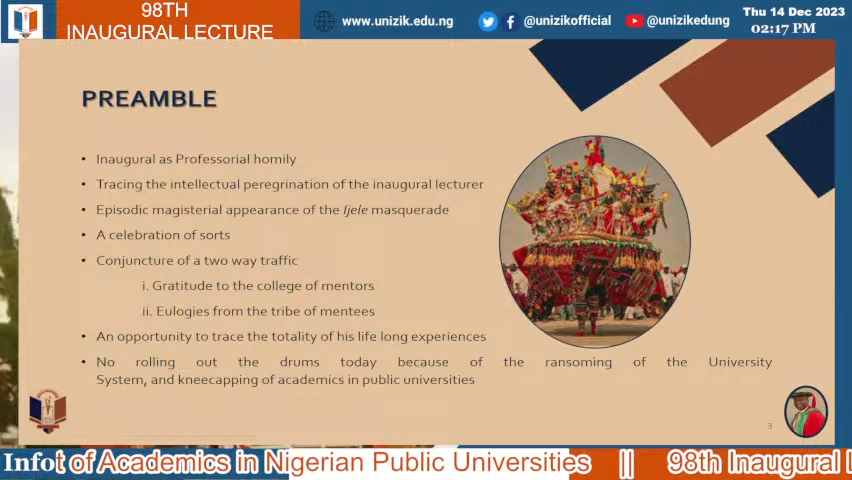 98TH
INAUGURAL LECTURE
www.unizik.edu.ng
@unizikofficial
@unizikedung
Thu 14 Dec 2023
02:17 PM
PREAMBLE
• Inaugural as Professorial homily
• Tracing the intellectual peregrination of the inaugural lecturer
• Episodic magisterial appearance of the Ijele masquerade
• A celebration of sorts
• Conjuncture of a two way traffic
i. Gratitude to the college of mentors
ii. Eulogies from the tribe of mentees
• An opportunity to trace the totality of his life long experiences
• No rolling out the drums today because of the ransoming of the University
System, and kneecapping of academics in public universities
3
Info
t of Academics in Nigerian Public Universities || 98th Inaugural L